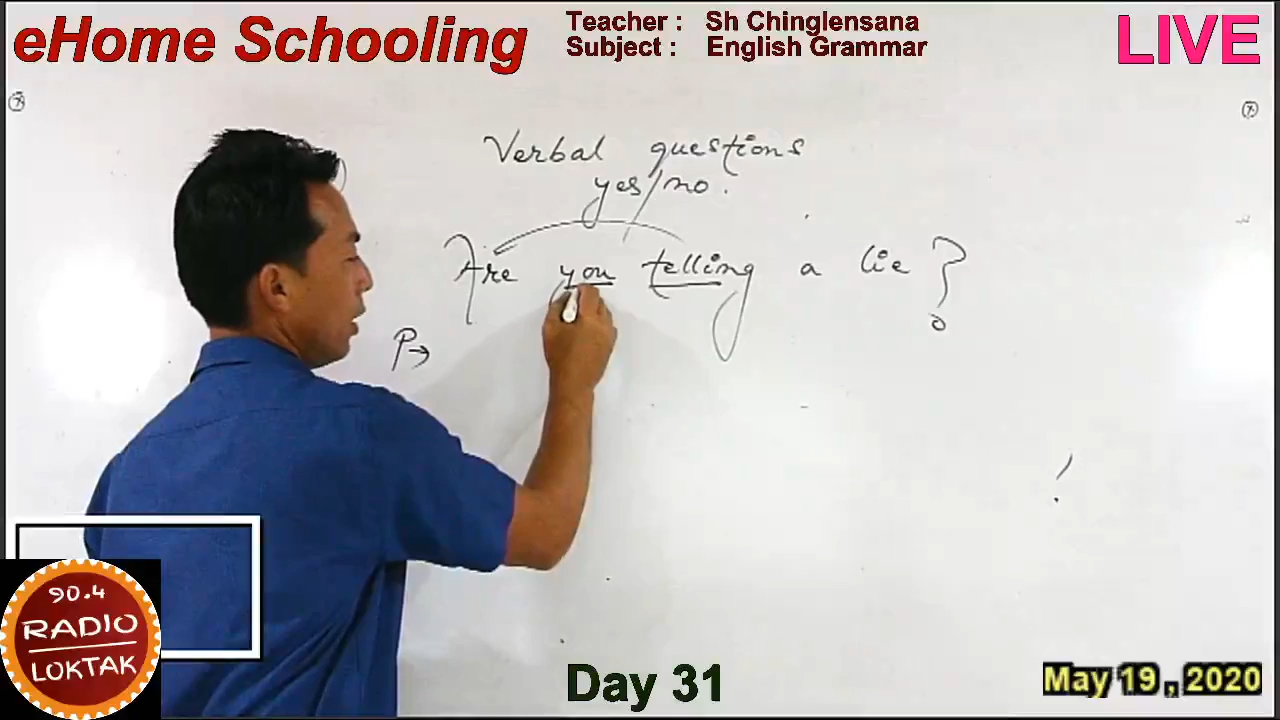 eHome Schooling
Teacher : Sh Chinglensana
Subject : English Grammar
LIVE
Verbal questions
yes/no.
Are you telling a lie ?
P→
!
90.4
RADIO
LOKTAK
Day 31
May 19 , 2020